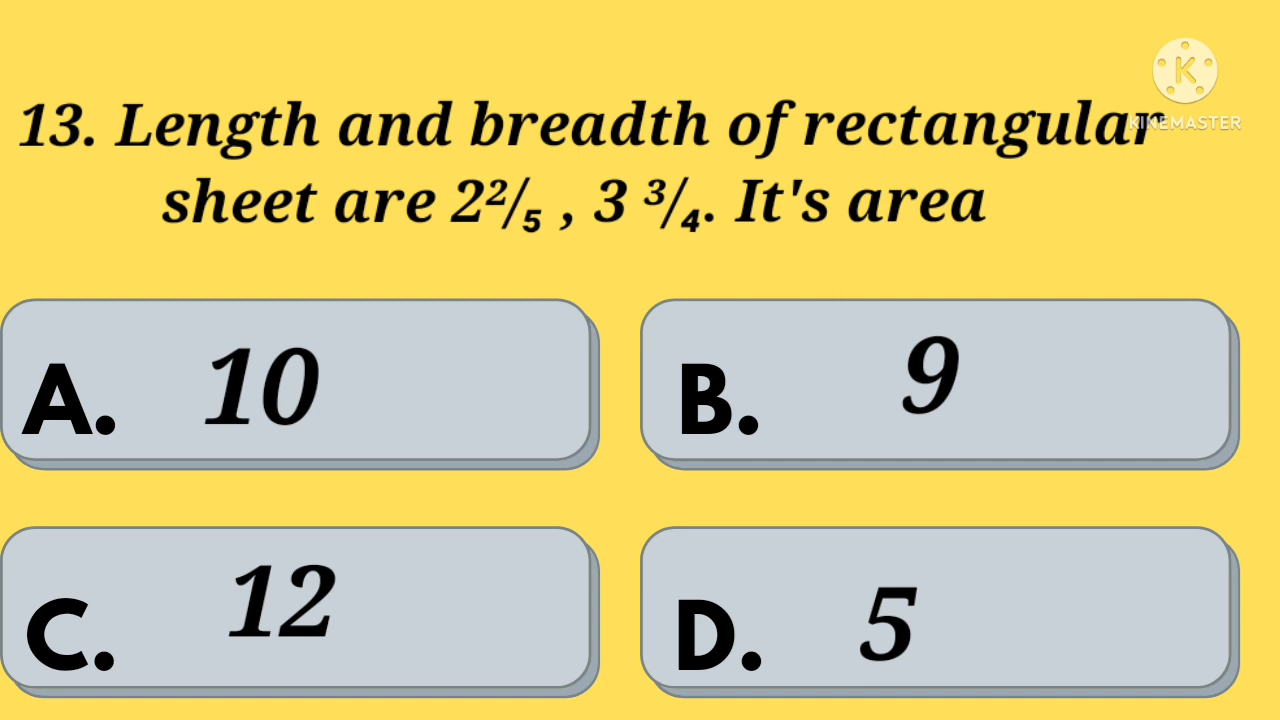 13. Length and breadth of rectangular
KINEMASTER
sheet are 2²/₅ , 3 ³/₄. It's area
A. 10
B. 9
C. 12
D. 5